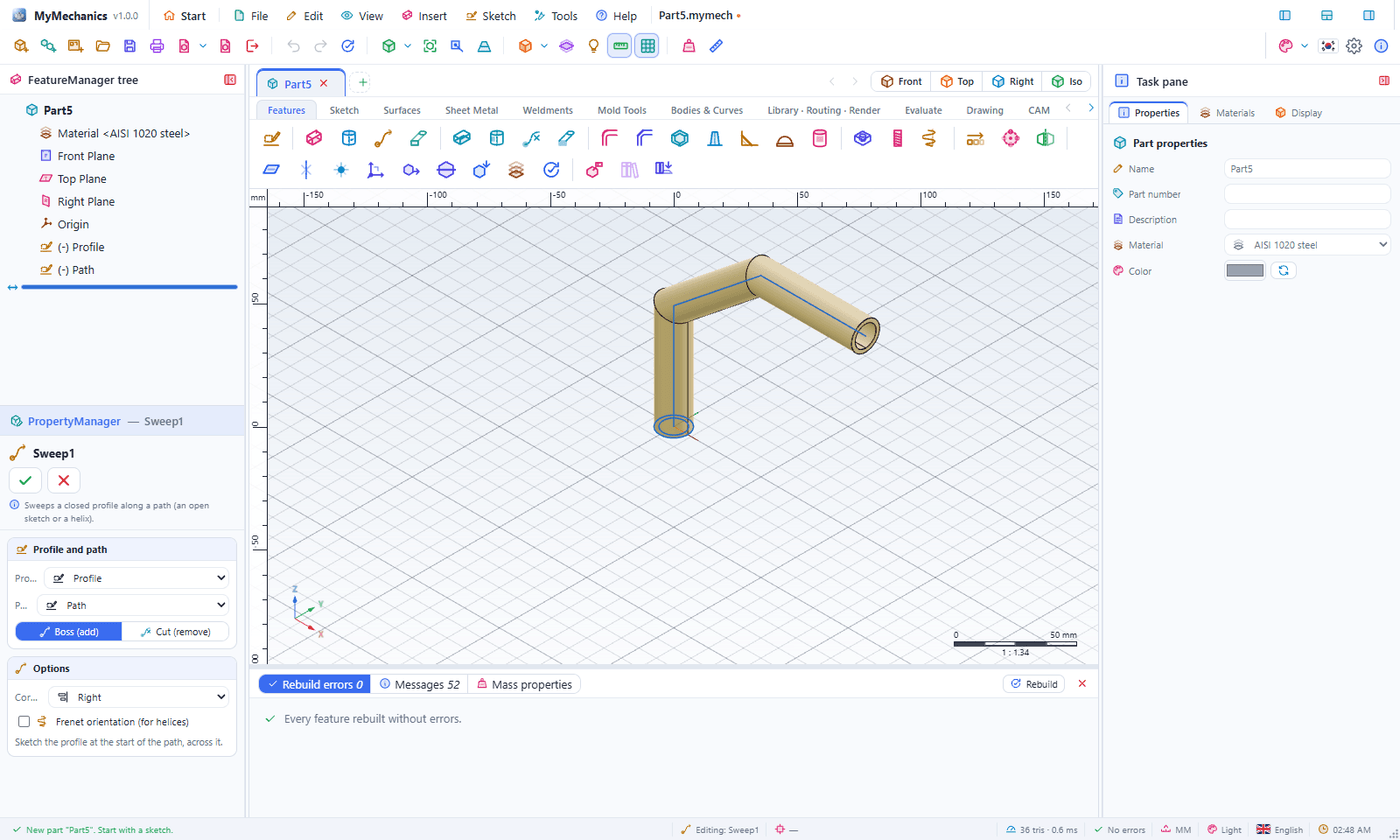 MyMechanics v1.0.0 Start File Edit View Insert Sketch Tools Help Part5.mymech •
FeatureManager tree
Part5
Material <AISI 1020 steel>
Front Plane
Top Plane
Right Plane
Origin
(-) Profile
(-) Path
PropertyManager — Sweep1
Sweep1
Sweeps a closed profile along a path (an open
sketch or a helix).
Profile and path
Pro... Profile
P... Path
Boss (add) Cut (remove)
Options
Cor... Right
Frenet orientation (for helices)
Sketch the profile at the start of the path, across it.
Part5 Front Top Right Iso
Features Sketch Surfaces Sheet Metal Weldments Mold Tools Bodies & Curves Library · Routing · Render Evaluate Drawing CAM
mm -150 -100 -50 0 50 100 150
50
0
-50
Z
Y
X
0 50 mm
1 : 1.34
Rebuild errors 0 Messages 52 Mass properties Rebuild
Every feature rebuilt without errors.
Task pane
Properties Materials Display
Part properties
Name Part5
Part number
Description
Material AISI 1020 steel
Color
New part "Part5". Start with a sketch. Editing: Sweep1 — 36 tris · 0.6 ms No errors MM Light English 02:48 AM